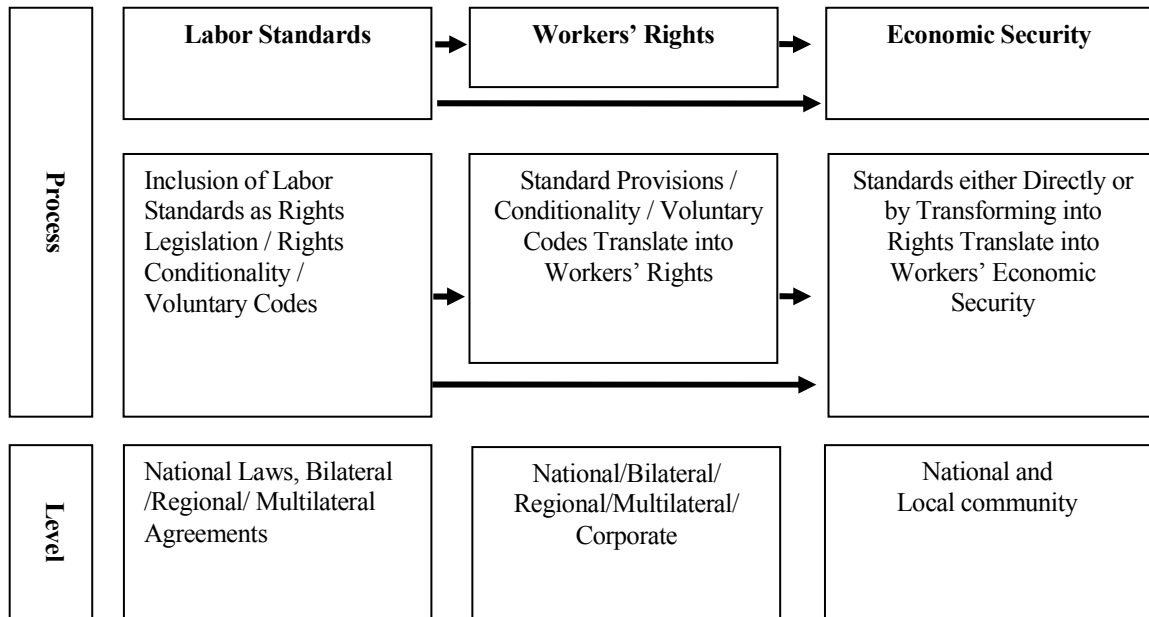 Labor Standards
Workers’ Rights
Economic Security
Process
Inclusion of Labor
Standards as Rights
Legislation / Rights
Conditionality /
Voluntary Codes
Standard Provisions /
Conditionality / Voluntary
Codes Translate into
Workers’ Rights
Standards either Directly or
by Transforming into
Rights Translate into
Workers’ Economic
Security
Level
National Laws, Bilateral
/Regional/ Multilateral
Agreements
National/Bilateral/
Regional/Multilateral/
Corporate
National and
Local community